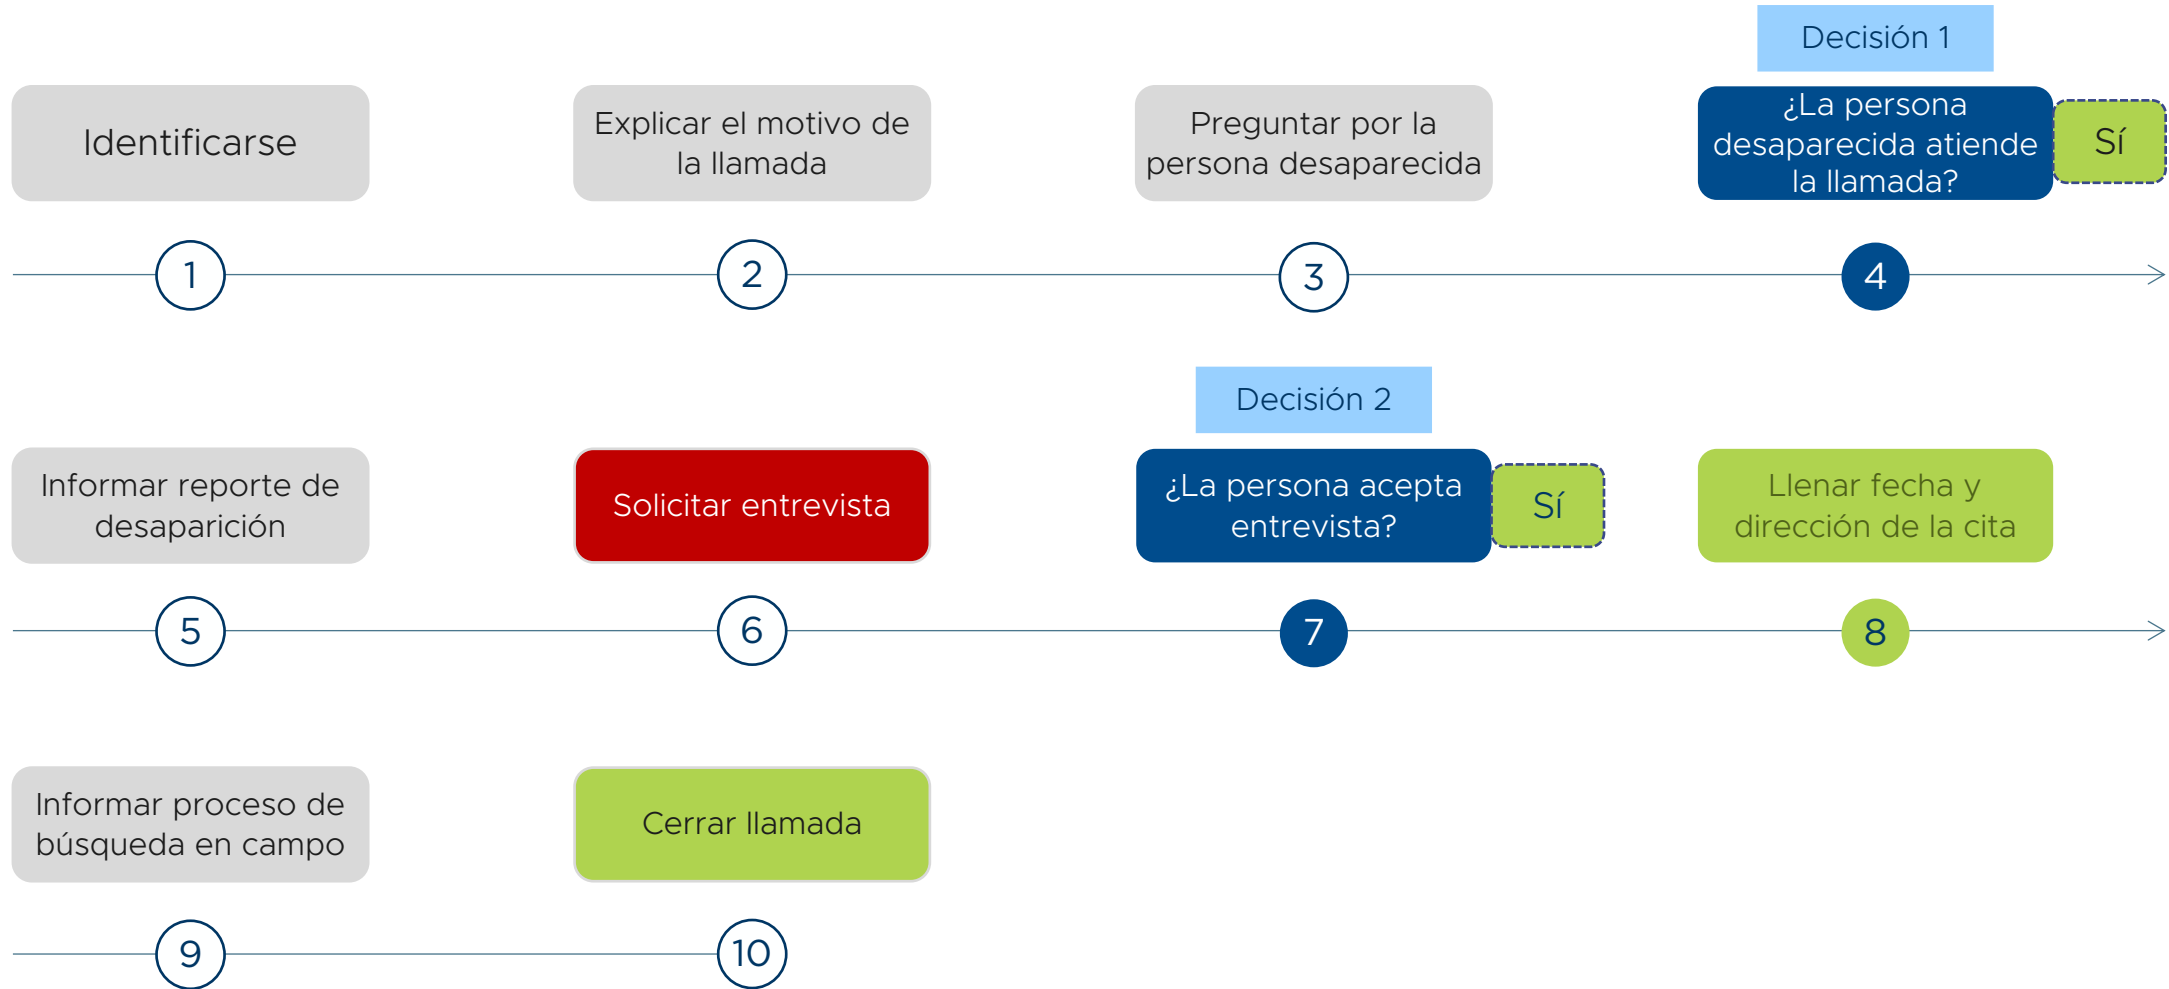 Decisión 1
Identificarse
Explicar el motivo de
la llamada
Preguntar por la
persona desaparecida
¿La persona
desaparecida atiende
la llamada?
Sí
1
2
3
4
Decisión 2
Informar reporte de
desaparición
Solicitar entrevista
¿La persona acepta
entrevista?
Sí
Llenar fecha y
dirección de la cita
5
6
7
8
Informar proceso de
búsqueda en campo
Cerrar llamada
9
10